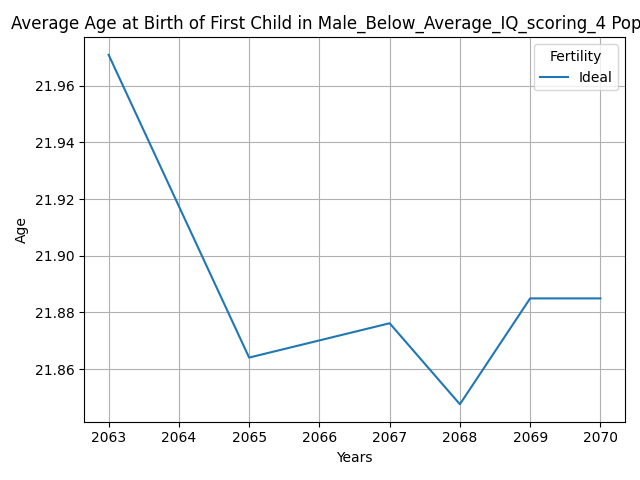 Average Age at Birth of First Child in Male_Below_Average_IQ_scoring_4 Pop
Fertility
Ideal
21.96
21.94
21.92
21.90
21.88
21.86
Age
2063 2064 2065 2066 2067 2068 2069 2070
Years